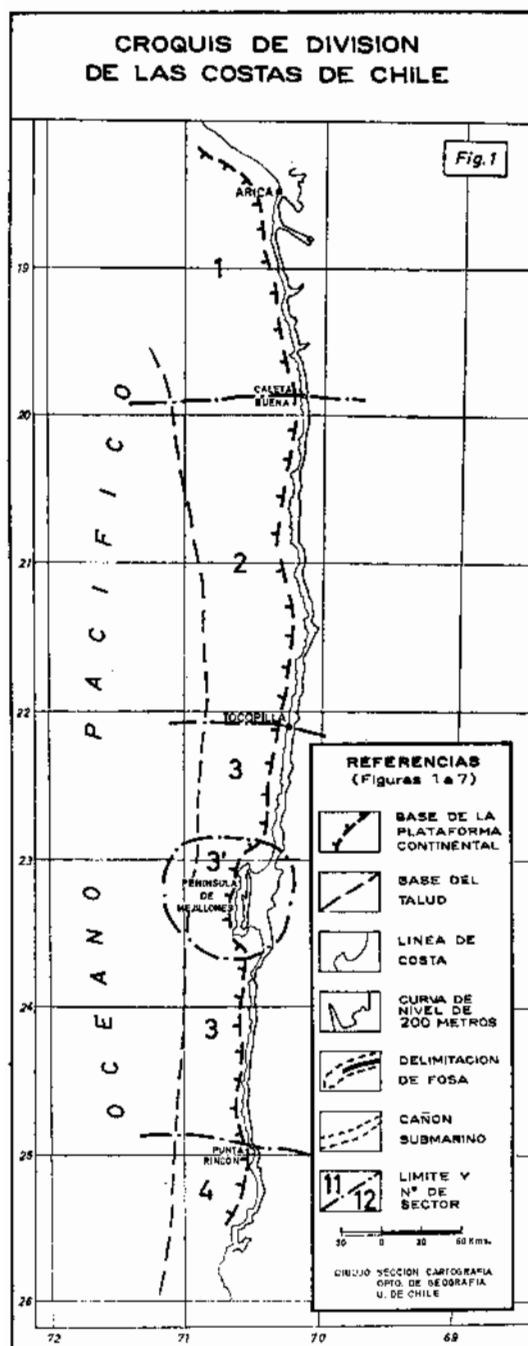 CROQUIS DE DIVISION
DE LAS COSTAS DE CHILE
Fig.1
ARICA
19
1
CALETA
BUENA
20
OCEANO PACIFICO
21
2
22
TOCOPILLA
3
23
3'
PENINSULA
DE
MEJILLONES
24
3
25
PUNTA
RINCON
4
26
72
71
70
69
REFERENCIAS
(Figuras 1 a 7)
BASE DE LA
PLATAFORMA
CONTINENTAL
BASE DEL
TALUD
LINEA DE
COSTA
CURVA DE
NIVEL DE
200 METROS
DELIMITACION
DE FOSA
CAÑON
SUBMARINO
11
12
LIMITE Y
Nº DE
SECTOR
0
60 Kms.
DIBUJO SECCION CARTOGRAFIA
DPTO. DE GEOGRAFIA
U. DE CHILE